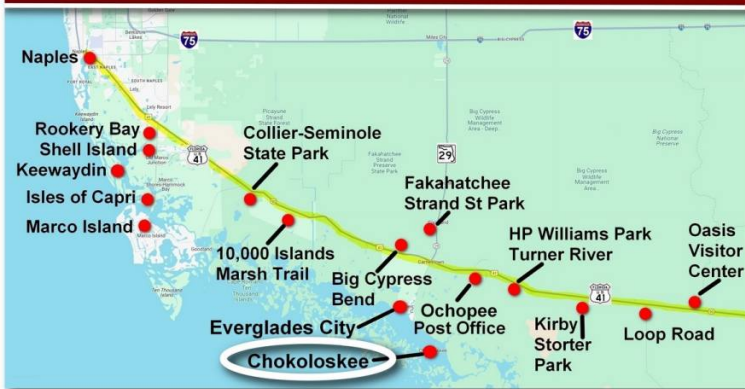 75
75
Naples
Rookery Bay
Shell Island
Keewaydin
Isles of Capri
Marco Island
41
Collier-Seminole
State Park
10,000 Islands
Marsh Trail
29
Fakahatchee
Strand St Park
Big Cypress
Bend
Everglades City
Chokoloskee
Ochopee
Post Office
HP Williams Park
Turner River
41
Kirby
Storter
Park
Loop Road
Oasis
Visitor
Center